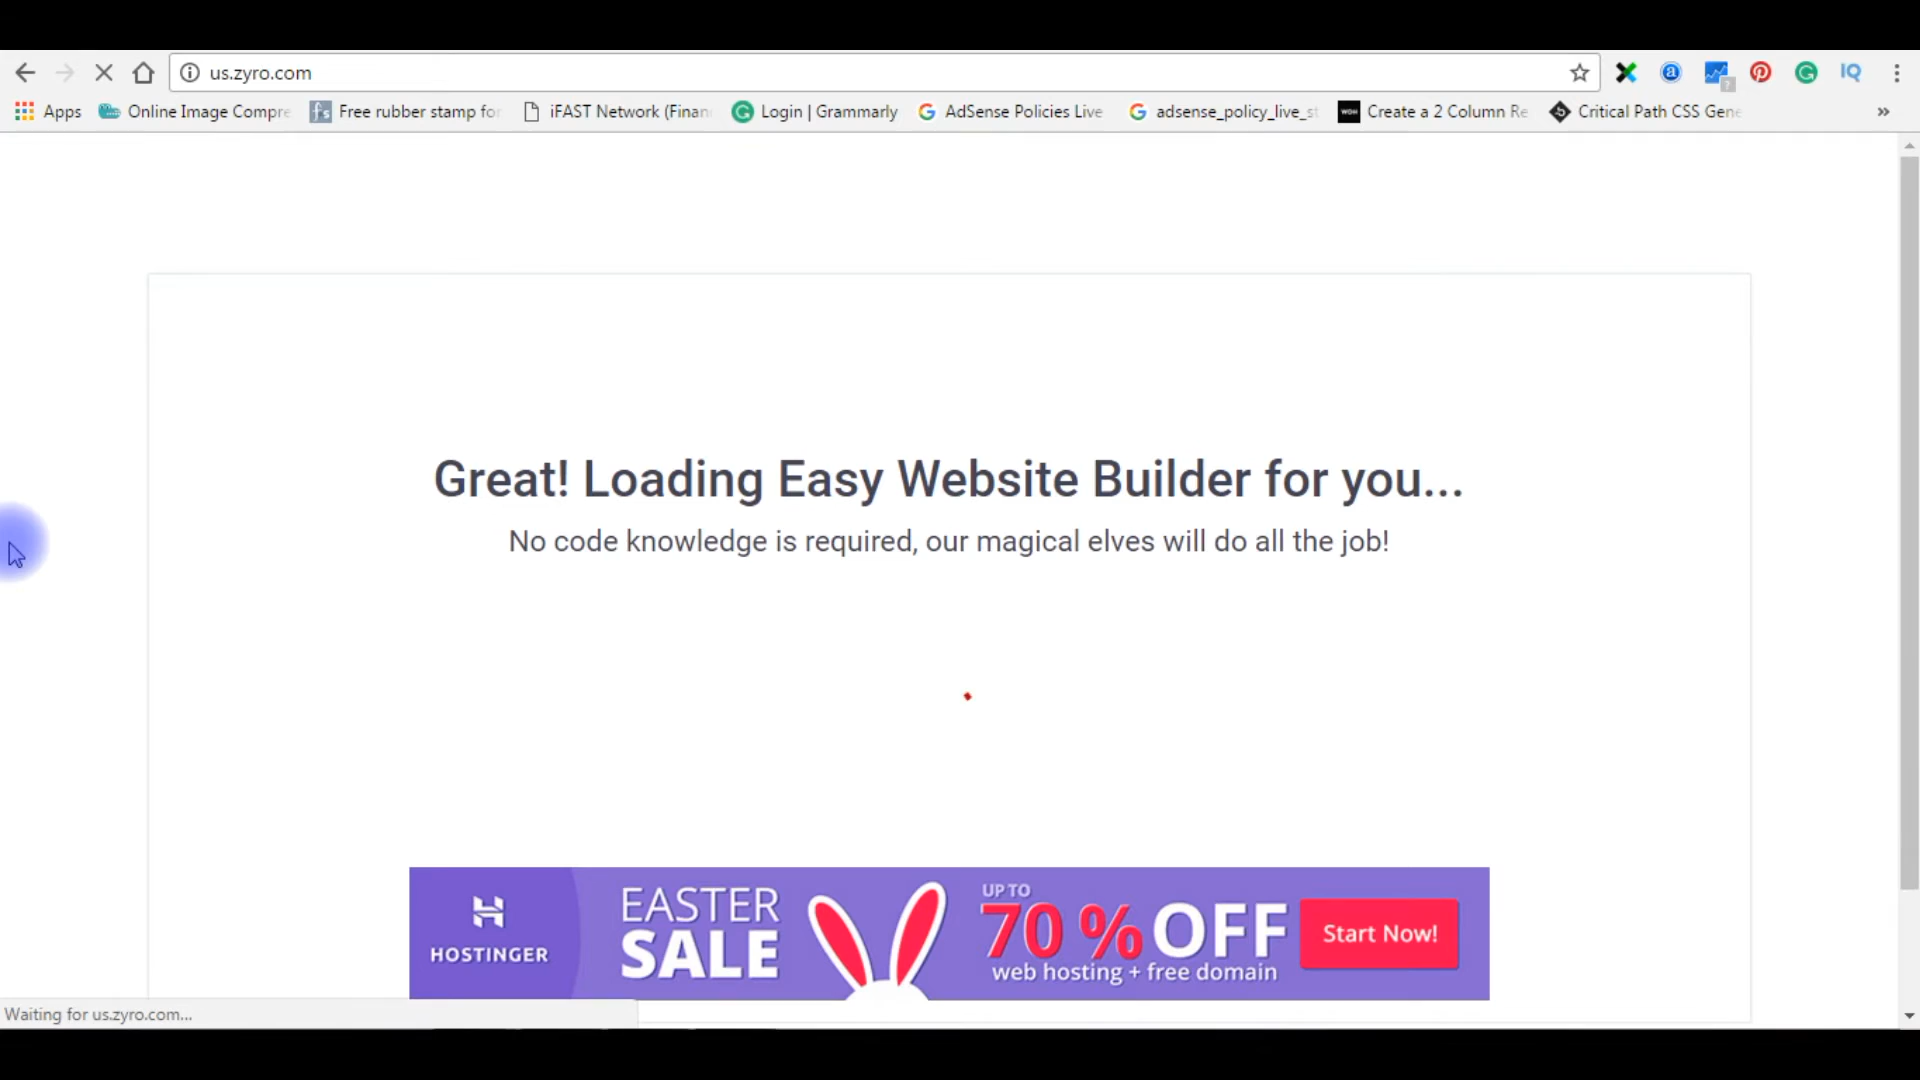 us.zyro.com
Apps Online Image Compre Free rubber stamp for iFAST Network (Finan Login | Grammarly AdSense Policies Live adsense_policy_live_st Create a 2 Column Re Critical Path CSS Gene »
Great! Loading Easy Website Builder for you...
No code knowledge is required, our magical elves will do all the job!
HOSTINGER
EASTER
SALE
UP TO
70 % OFF
web hosting + free domain
Start Now!
Waiting for us.zyro.com...